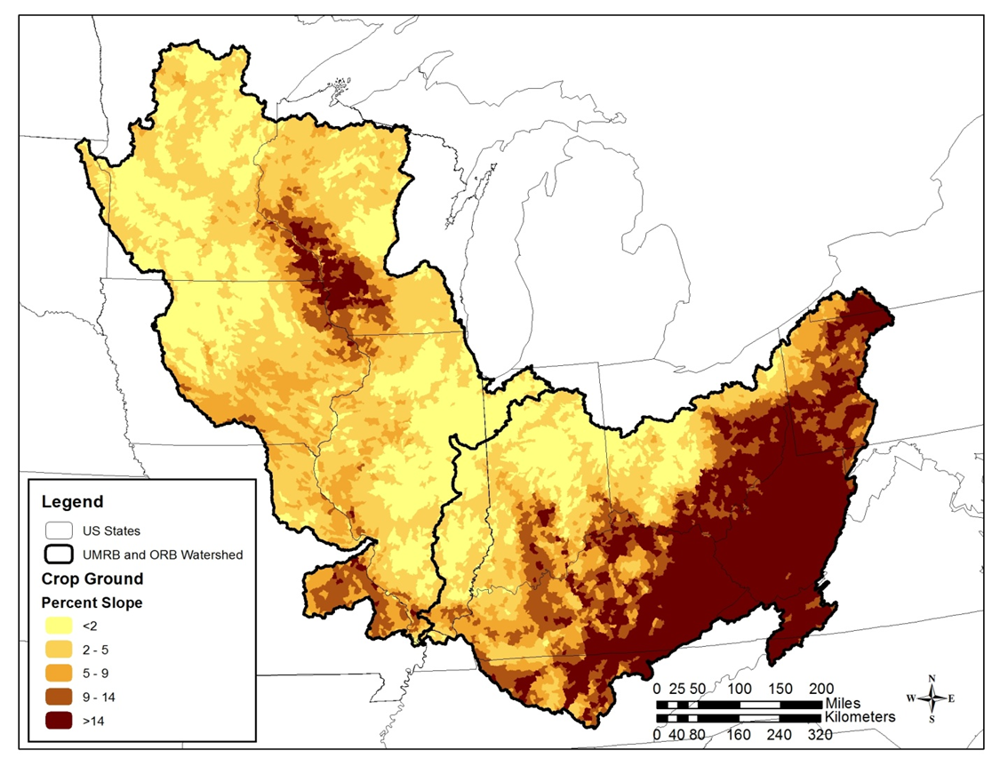 Legend
US States
UMRB and ORB Watershed
Crop Ground
Percent Slope
<2
2 - 5
5 - 9
9 - 14
>14
0 25 50 100 150 200
Miles
Kilometers
0 40 80 160 240 320
N
W E
S